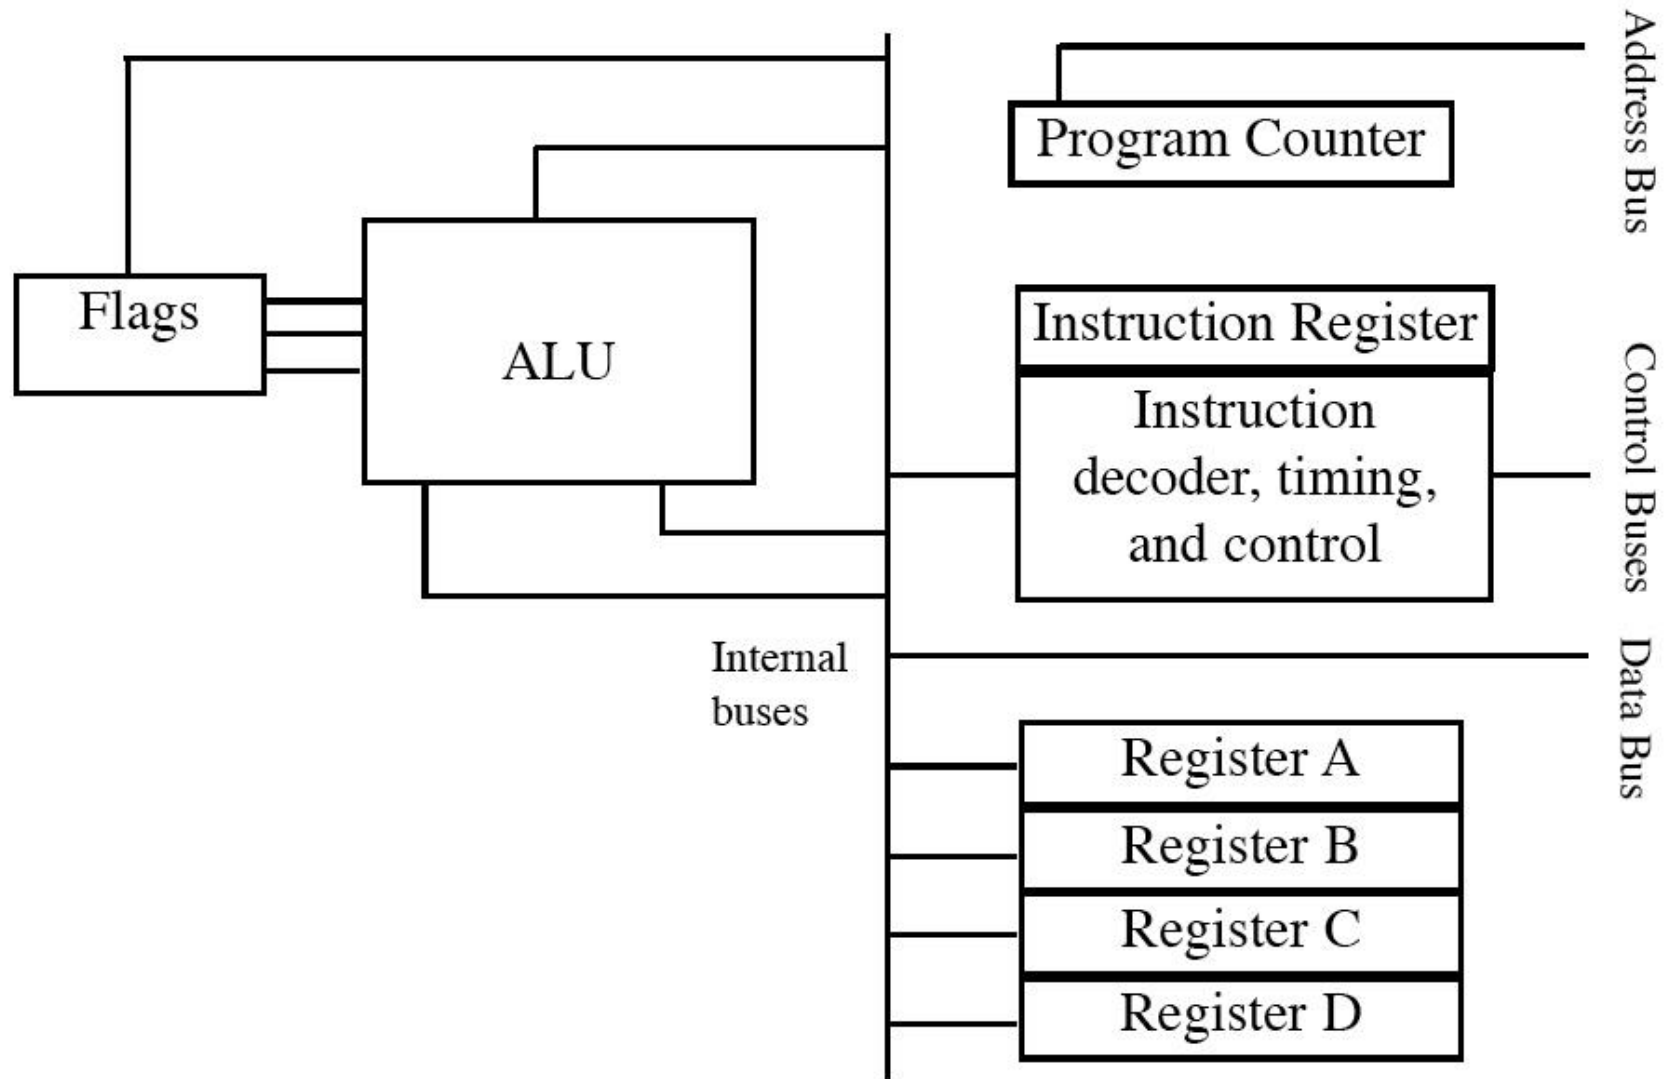 Address Bus
Program Counter
Flags
ALU
Instruction Register
Instruction
decoder, timing,
and control
Control Buses
Internal
buses
Data Bus
Register A
Register B
Register C
Register D